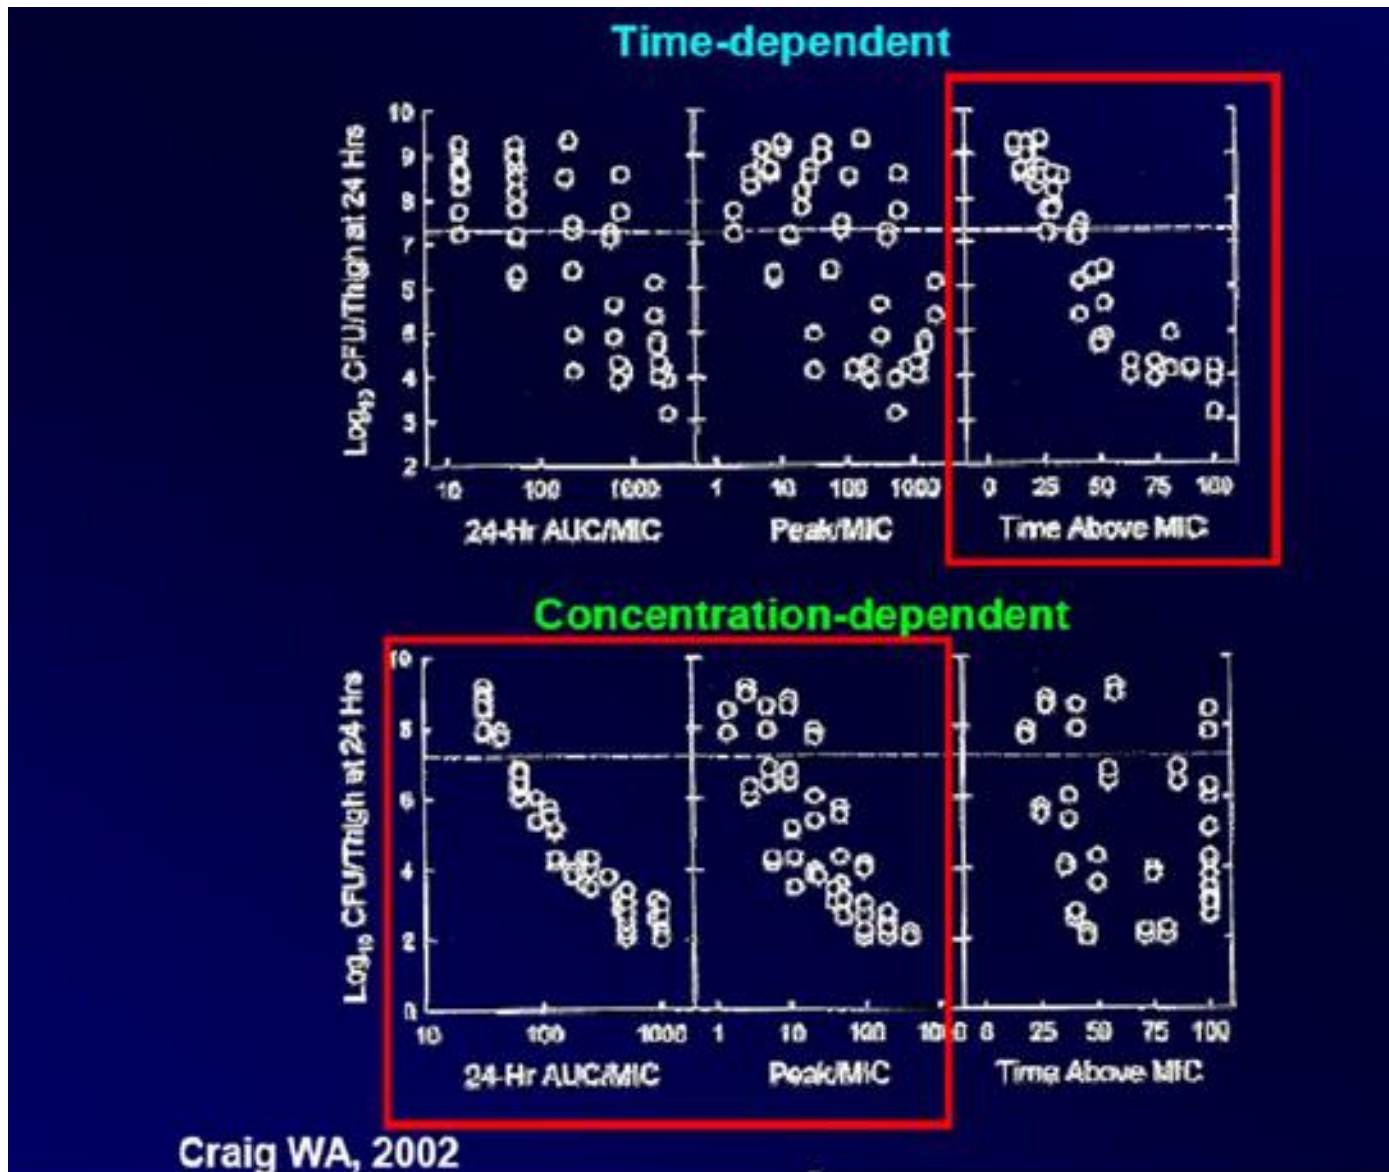 Time-dependent
10
9
8
7
5
6
4
3
2
Log10 CFU/Thigh at 24 Hrs
10 100 1000 1 10 100 1000 0 25 50 75 100
24-Hr AUC/MIC Peak/MIC Time Above MIC
Concentration-dependent
10
8
6
4
2
0
Log10 CFU/Thigh at 24 Hrs
10 100 1000 1 10 100 1000 0 25 50 75 100
24-Hr AUC/MIC Peak/MIC Time Above MIC
Craig WA, 2002